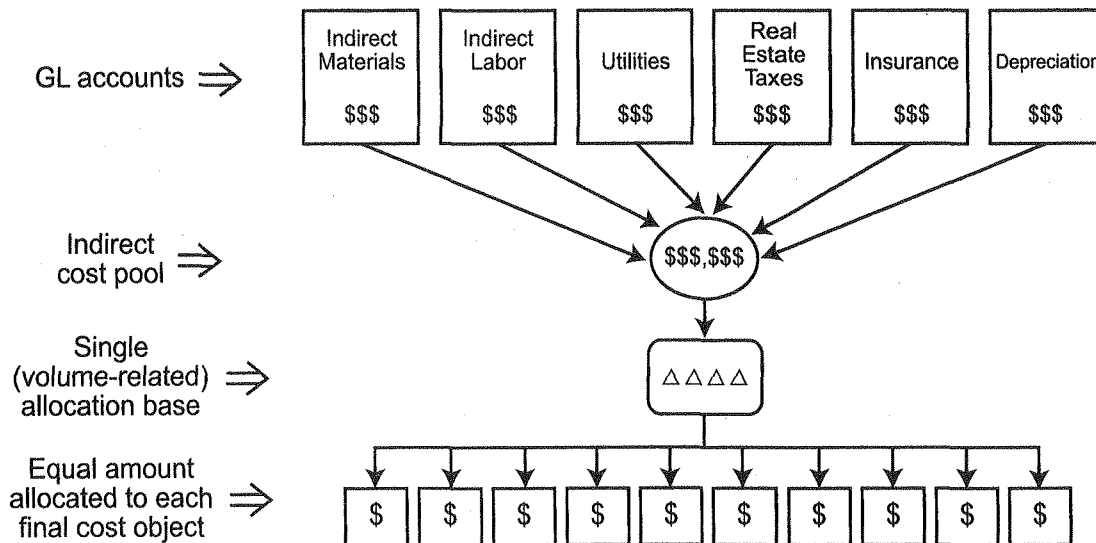 GL accounts
Indirect
Materials
$$$
Indirect
Labor
$$$
Utilities
$$$
Real
Estate
Taxes
$$$
Insurance
$$$
Depreciation
$$$
Indirect
cost pool
$$$,$$$
Single
(volume-related)
allocation base
△ △ △ △
Equal amount
allocated to each
final cost object
$ $ $ $ $ $ $ $ $ $